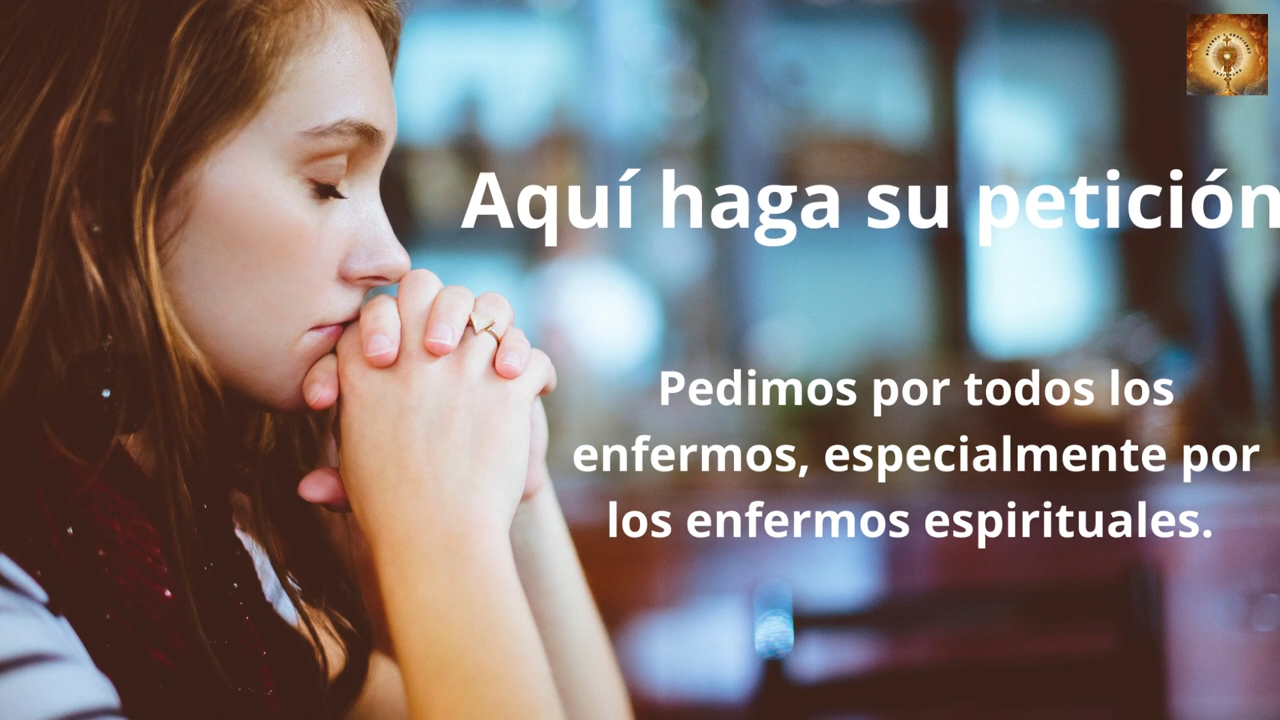 Aquí haga su petición
Pedimos por todos los
enfermos, especialmente por
los enfermos espirituales.